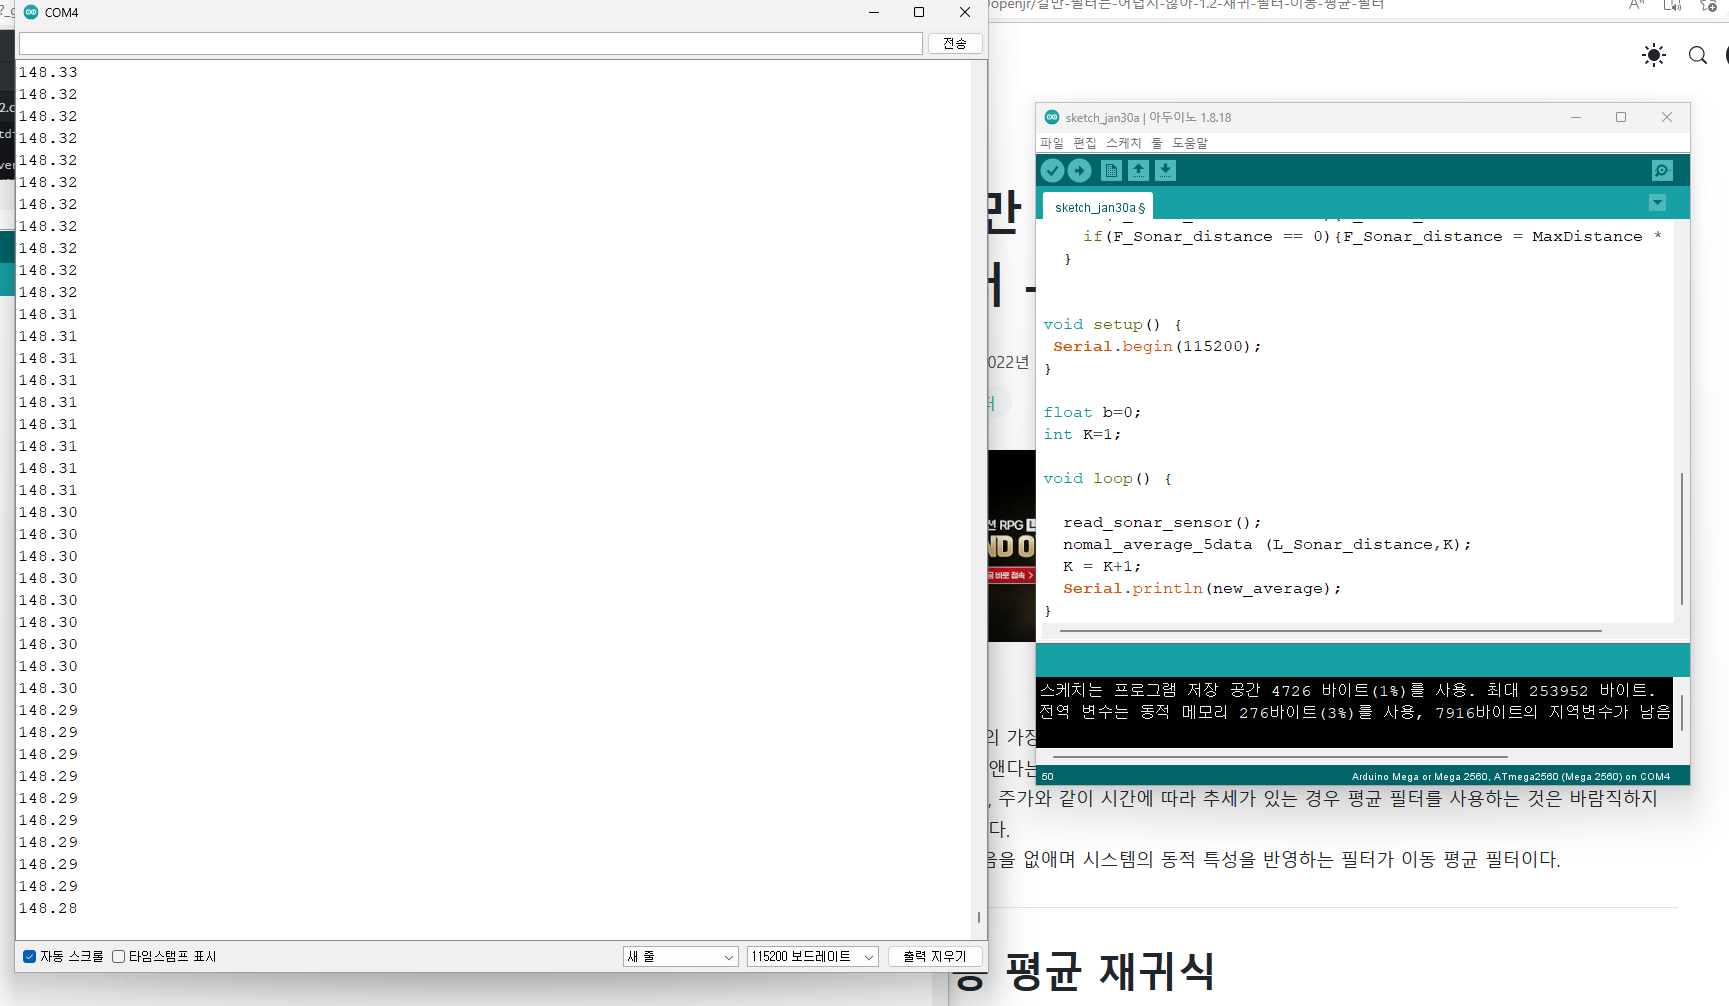 COM4
전송
148.33
148.32
148.32
148.32
148.32
148.32
148.32
148.32
148.32
148.32
148.32
148.31
148.31
148.31
148.31
148.31
148.31
148.31
148.31
148.31
148.30
148.30
148.30
148.30
148.30
148.30
148.30
148.30
148.30
148.29
148.29
148.29
148.29
148.29
148.29
148.29
148.29
148.29
148.28
자동 스크롤
타임스탬프 표시
새 줄
115200 보드레이트
출력 지우기
openjr/칼만-필터는-어렵지-않아-1.2-재귀-필터-이동-평균-필터
만
022년
터
션 RPG
ND O
바로 접속 >
sketch_jan30a | 아두이노 1.8.18
파일 편집 스케치 툴 도움말
sketch_jan30a §
if(F_Sonar_distance == 0){F_Sonar_distance = MaxDistance *
}
void setup() {
Serial.begin(115200);
}
float b=0;
int K=1;
void loop() {
read_sonar_sensor();
nomal_average_5data (L_Sonar_distance,K);
K = K+1;
Serial.println(new_average);
}
스케치는 프로그램 저장 공간 4726 바이트(1%)를 사용. 최대 253952 바이트.
전역 변수는 동적 메모리 276바이트(3%)를 사용, 7916바이트의 지역변수가 남음
50
Arduino Mega or Mega 2560, ATmega2560 (Mega 2560) on COM4
의 가장
앤다는
, 주가와 같이 시간에 따라 추세가 있는 경우 평균 필터를 사용하는 것은 바람직하지
다.
음을 없애며 시스템의 동적 특성을 반영하는 필터가 이동 평균 필터이다.
동 평균 재귀식